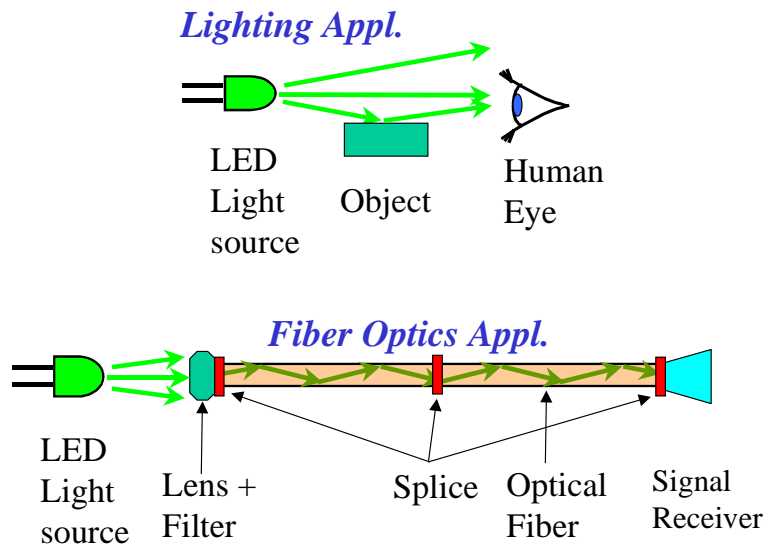 Lighting Appl.
LED
Light
source
Object
Human
Eye
Fiber Optics Appl.
LED
Light
source
Lens +
Filter
Splice
Optical
Fiber
Signal
Receiver